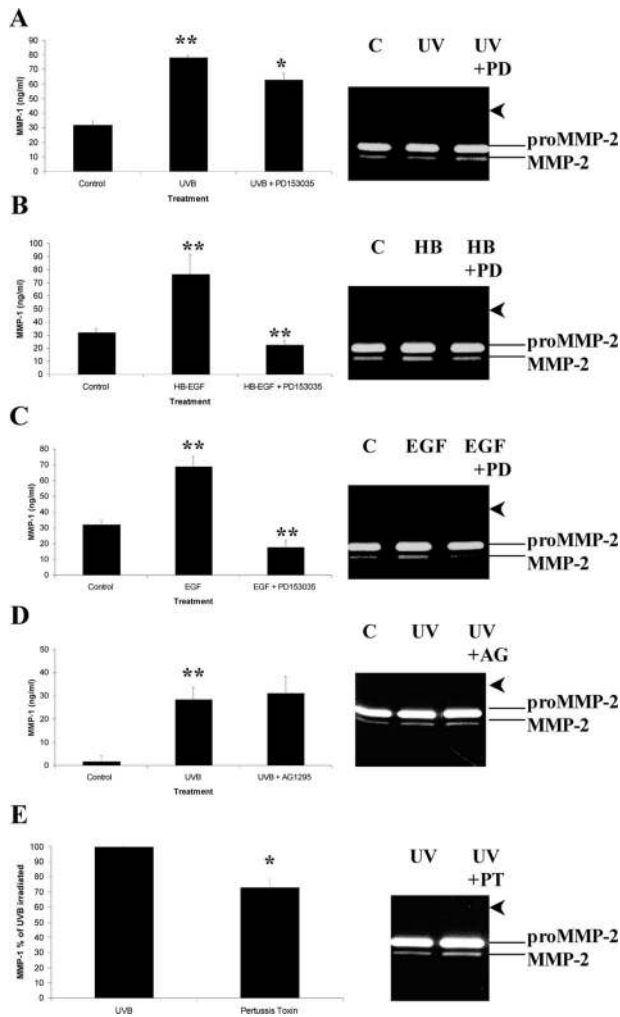 A
MMP-1 (ng/ml)
90
80
70
60
50
40
30
20
10
0
**
*
Control UVB UVB + PD153035
Treatment
C UV UV
+PD
proMMP-2
MMP-2
B
MMP-1 (ng/ml)
100
90
80
70
60
50
40
30
20
10
0
**
**
Control HB-EGF HB-EGF + PD153035
Treatment
C HB HB
+PD
proMMP-2
MMP-2
C
MMP-1 (ng/ml)
80
70
60
50
40
30
20
10
0
**
**
Control EGF EGF + PD153035
Treatment
C EGF EGF
+PD
proMMP-2
MMP-2
D
MMP-1 (ng/ml)
40
30
20
10
0
**
Control UVB UVB + AG1295
Treatment
C UV UV
+AG
proMMP-2
MMP-2
E
MMP-1 % of UVB irradiated
100
90
80
70
60
50
40
30
20
10
0
*
UVB Pertussis Toxin
UV UV
+PT
proMMP-2
MMP-2